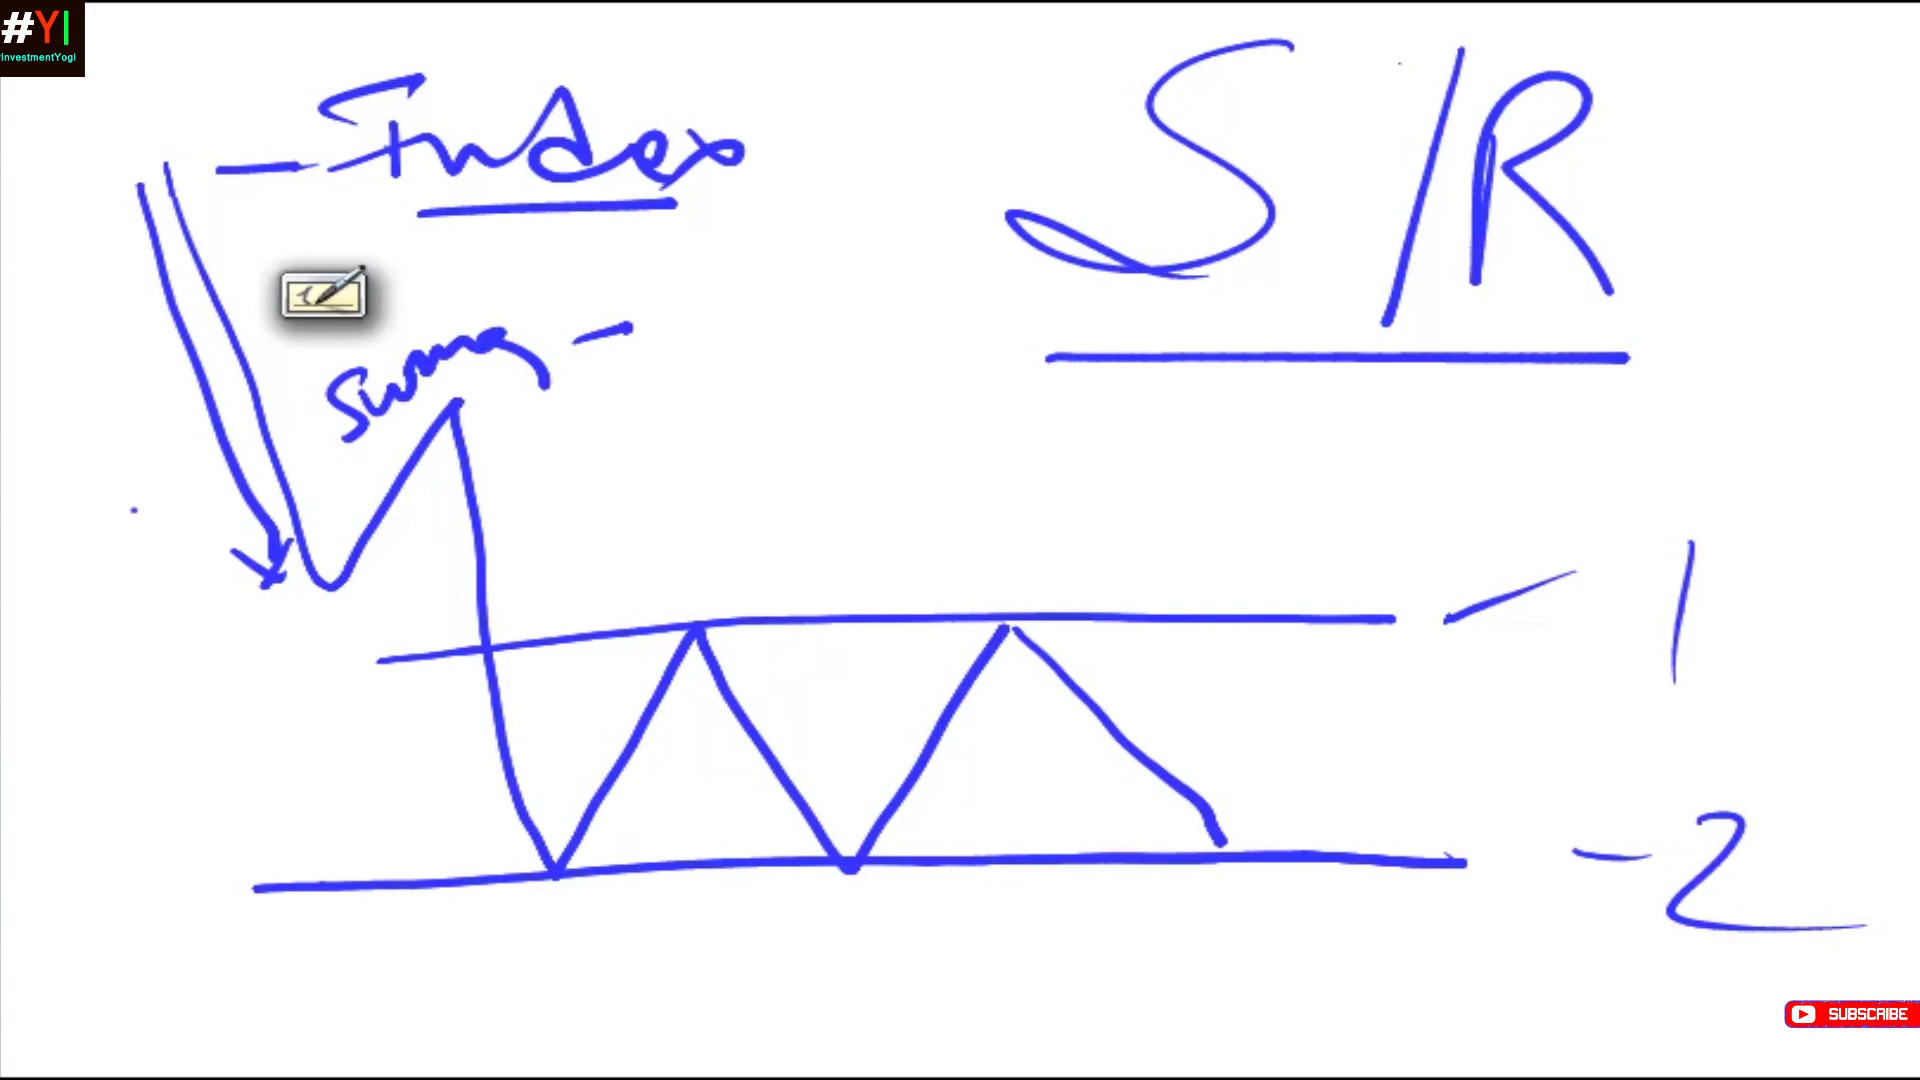 #YI
InvestmentYogi
- Index
S/R
Swing -
- 1
- 2
SUBSCRIBE